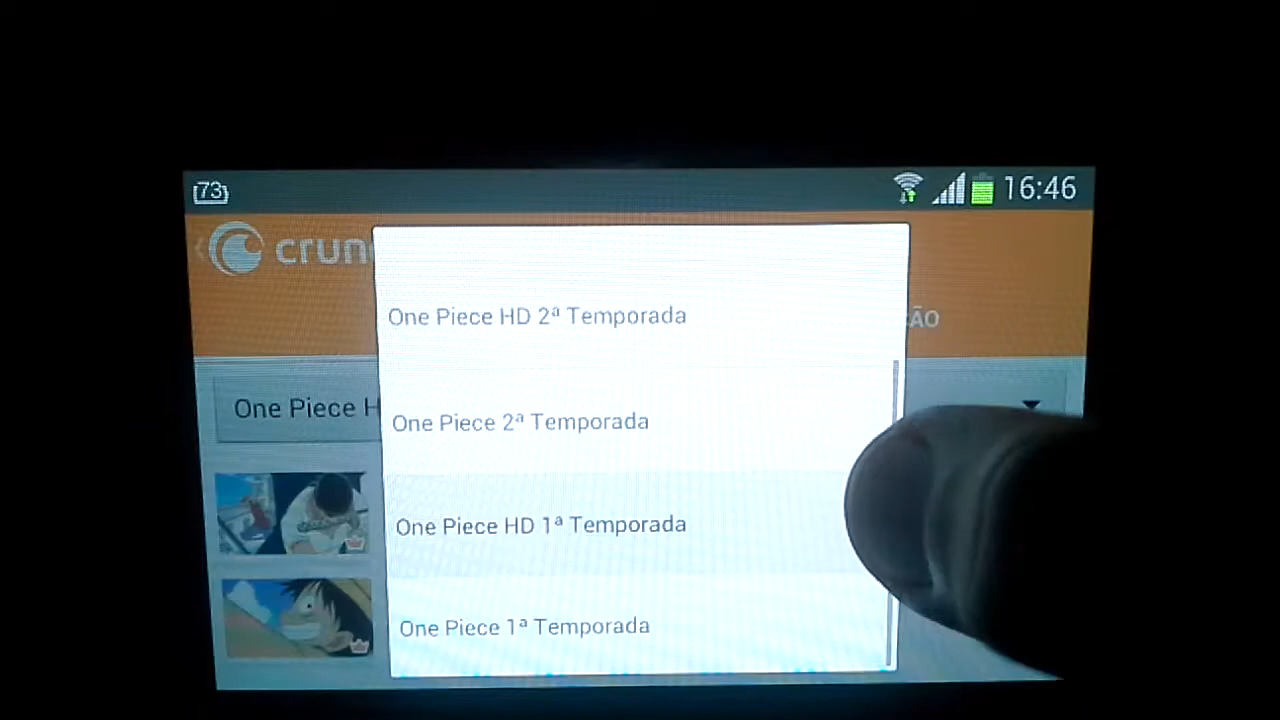 73
16:46
crun
One Piece HD 2ª Temporada
ÇÃO
One Piece H
One Piece 2ª Temporada
One Piece HD 1ª Temporada
One Piece 1ª Temporada